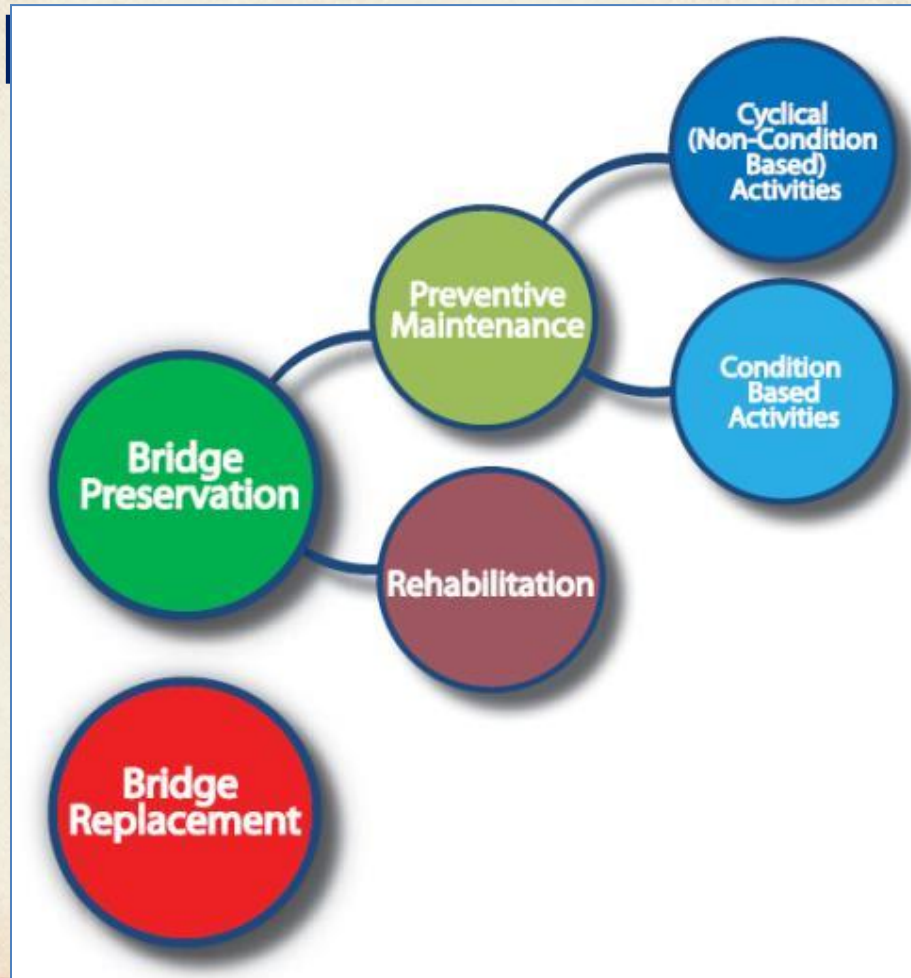 Cyclical
(Non-Condition
Based)
Activities
Preventive
Maintenance
Condition
Based
Activities
Bridge
Preservation
Rehabilitation
Bridge
Replacement